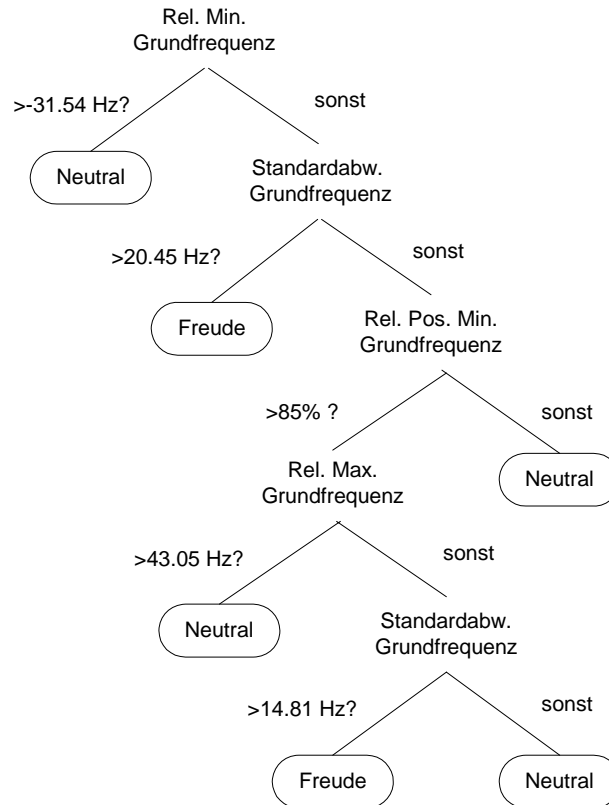 Rel. Min.
Grundfrequenz
>-31.54 Hz?
sonst
Neutral
Standardabw.
Grundfrequenz
>20.45 Hz?
sonst
Freude
Rel. Pos. Min.
Grundfrequenz
>85% ?
sonst
Rel. Max.
Grundfrequenz
Neutral
>43.05 Hz?
sonst
Neutral
Standardabw.
Grundfrequenz
>14.81 Hz?
sonst
Freude
Neutral